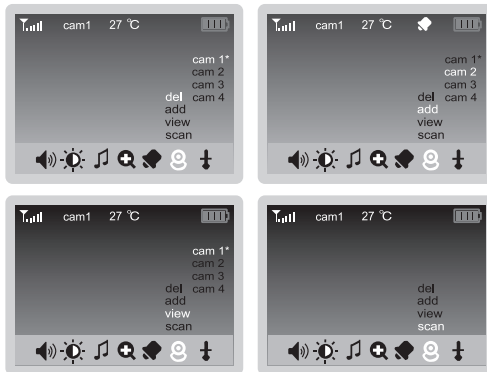 cam1 27 ℃
cam 1*
cam 2
cam 3
del cam 4
add
view
scan
cam1 27 ℃
cam 1*
cam 2
cam 3
del cam 4
add
view
scan
cam1 27 ℃
cam 1*
cam 2
cam 3
del cam 4
add
view
scan
cam1 27 ℃
del
add
view
scan